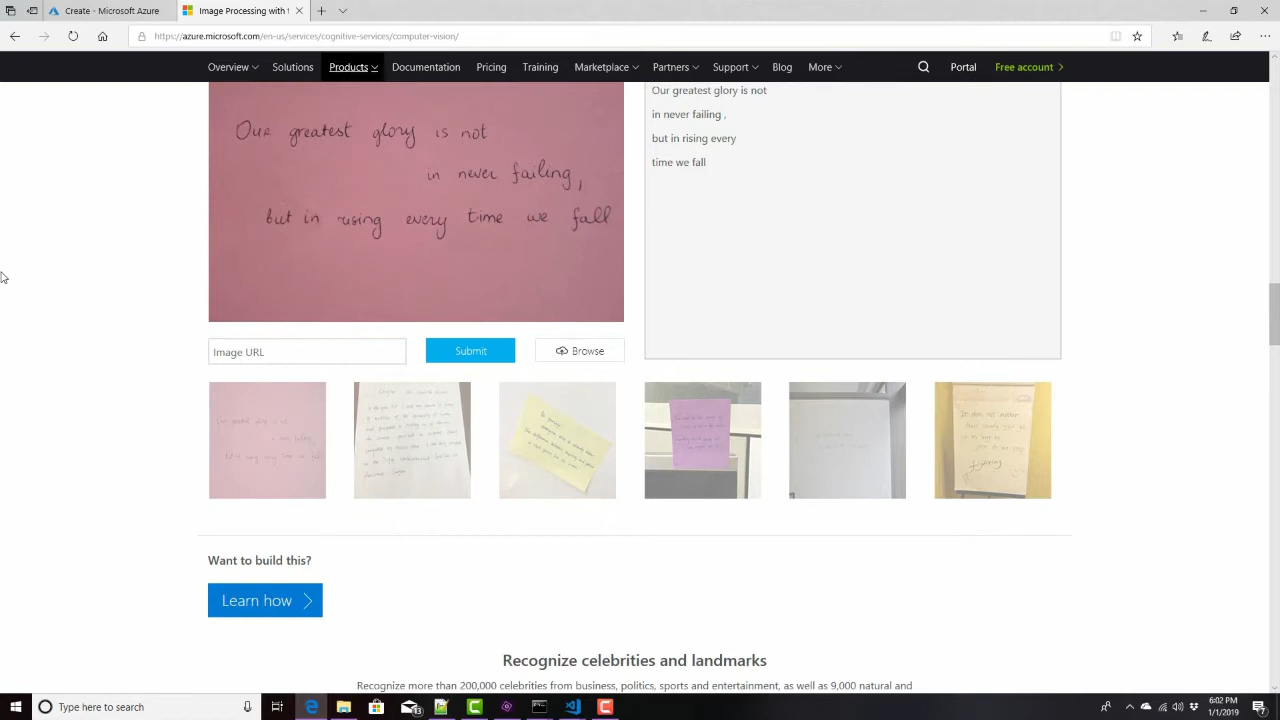 Create - Microsoft Azure
Image Processing with t
https://azure.microsoft.com/en-us/services/cognitive-services/computer-vision/
Overview Solutions Products Documentation Pricing Training Marketplace Partners Support Blog More Portal Free account
Our greatest glory is not
in never failing,
but in rising every time we fall
Our greatest glory is not
in never failing ,
but in rising every
time we fall
Image URL Submit Browse
Want to build this?
Learn how
Recognize celebrities and landmarks
Recognize more than 200,000 celebrities from business, politics, sports and entertainment, as well as 9,000 natural and
Type here to search
13
6:02 PM
1/1/2019
7